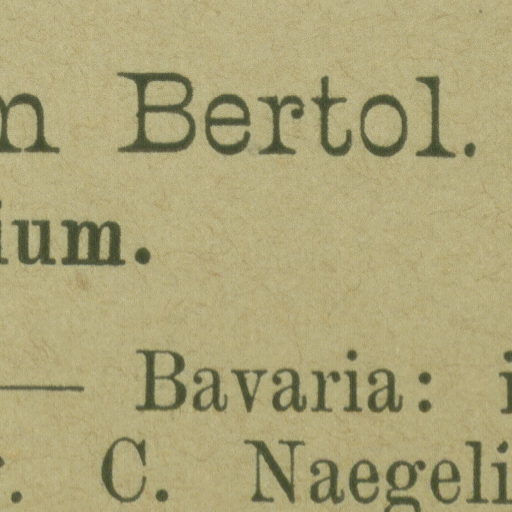 m Bertol.
ium.
— Bavaria: i
r. C. Naegeli